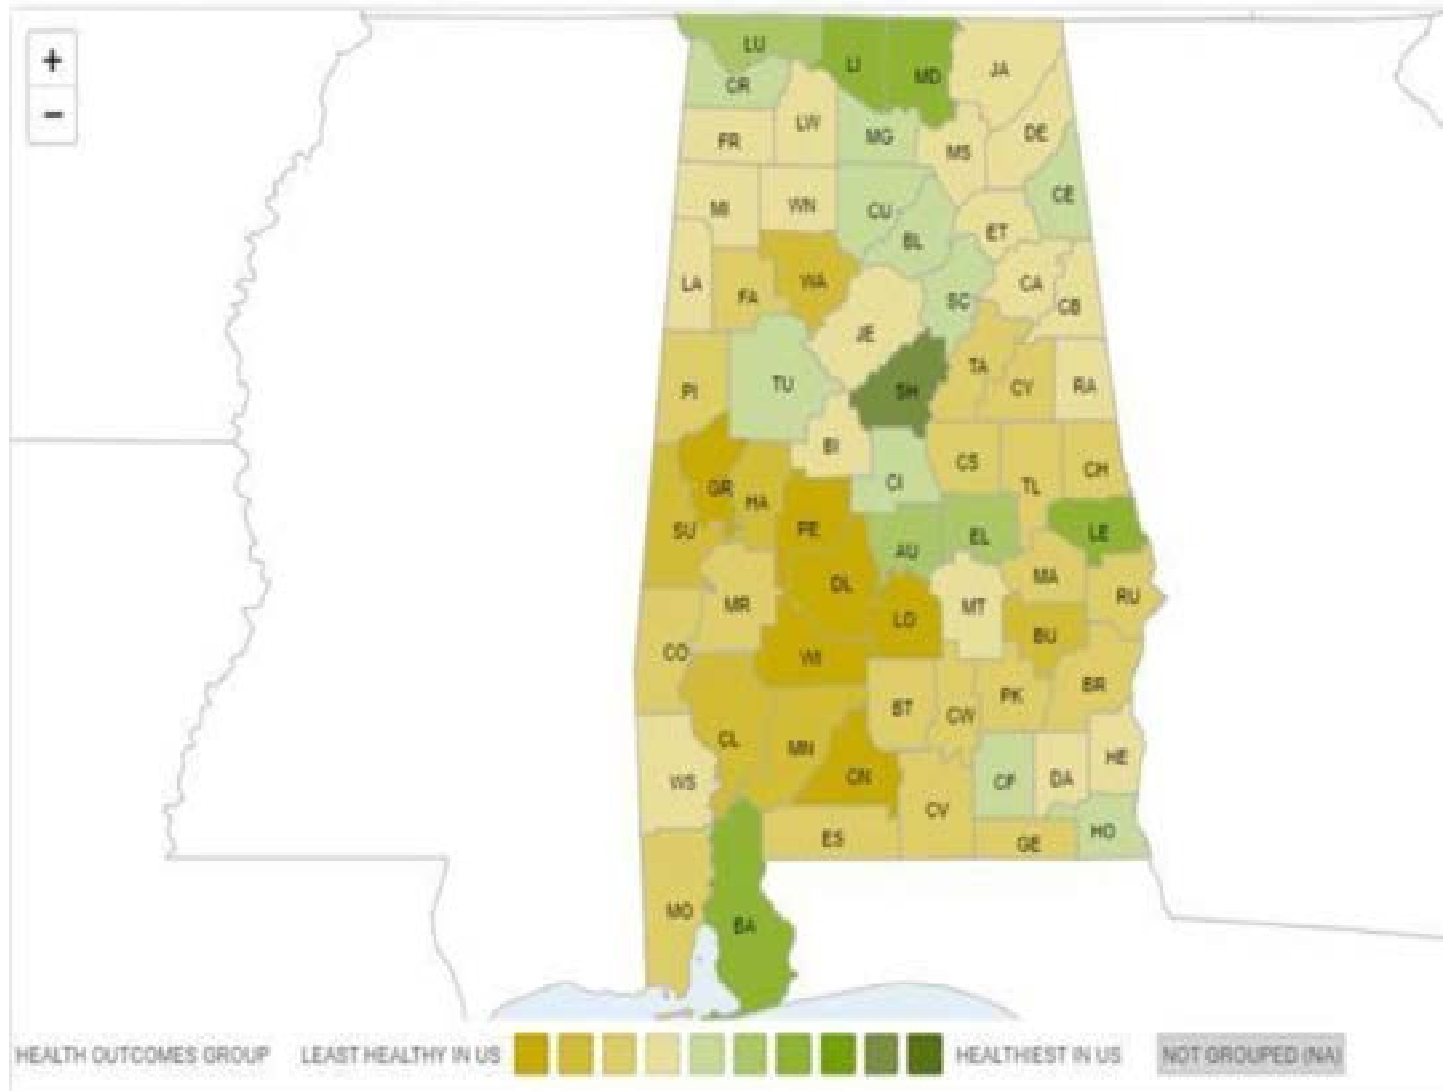 +
−
LU
LI
MD
JA
CR
LW
FR
MG
MS
DE
MI
WN
CU
CE
BL
ET
LA
FA
WA
SC
CA
CB
JE
PI
TU
SH
TA
CY
RA
BI
CS
CH
CI
TL
GR
HA
SU
PE
AU
EL
LE
DL
MA
MR
LO
MT
RU
BU
CO
WI
BT
CW
PK
BR
CL
MN
HE
WS
CN
CF
DA
CV
ES
GE
HO
MO
BA
HEALTH OUTCOMES GROUP LEAST HEALTHY IN US HEALTHIEST IN US NOT GROUPED (NA)